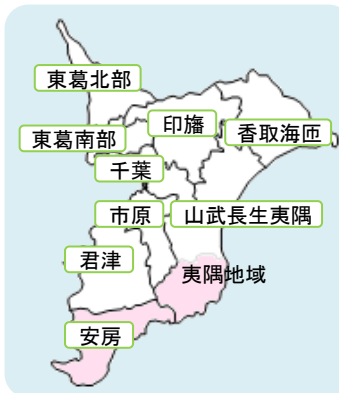 東葛北部
印旛
東葛南部
香取海匝
千葉
市原
山武長生夷隅
君津
夷隅地域
安房